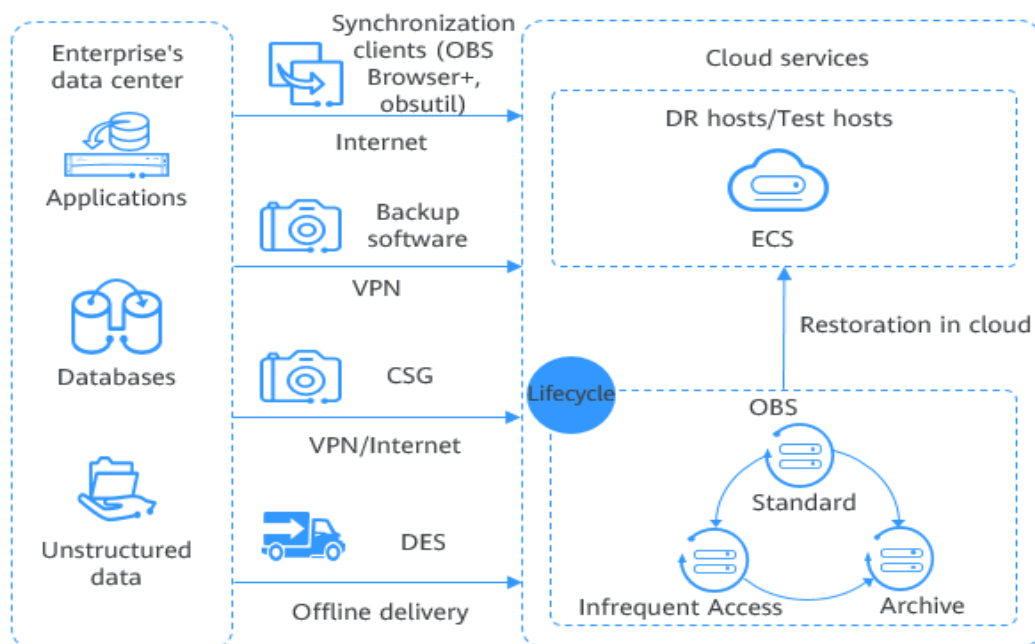 Enterprise's
data center
Applications
Databases
Unstructured
data
Synchronization
clients (OBS
Browser+,
obsutil)
Internet
Backup
software
VPN
CSG
VPN/Internet
DES
Offline delivery
Cloud services
DR hosts/Test hosts
ECS
Restoration in cloud
Lifecycle
OBS
Standard
Infrequent Access
Archive